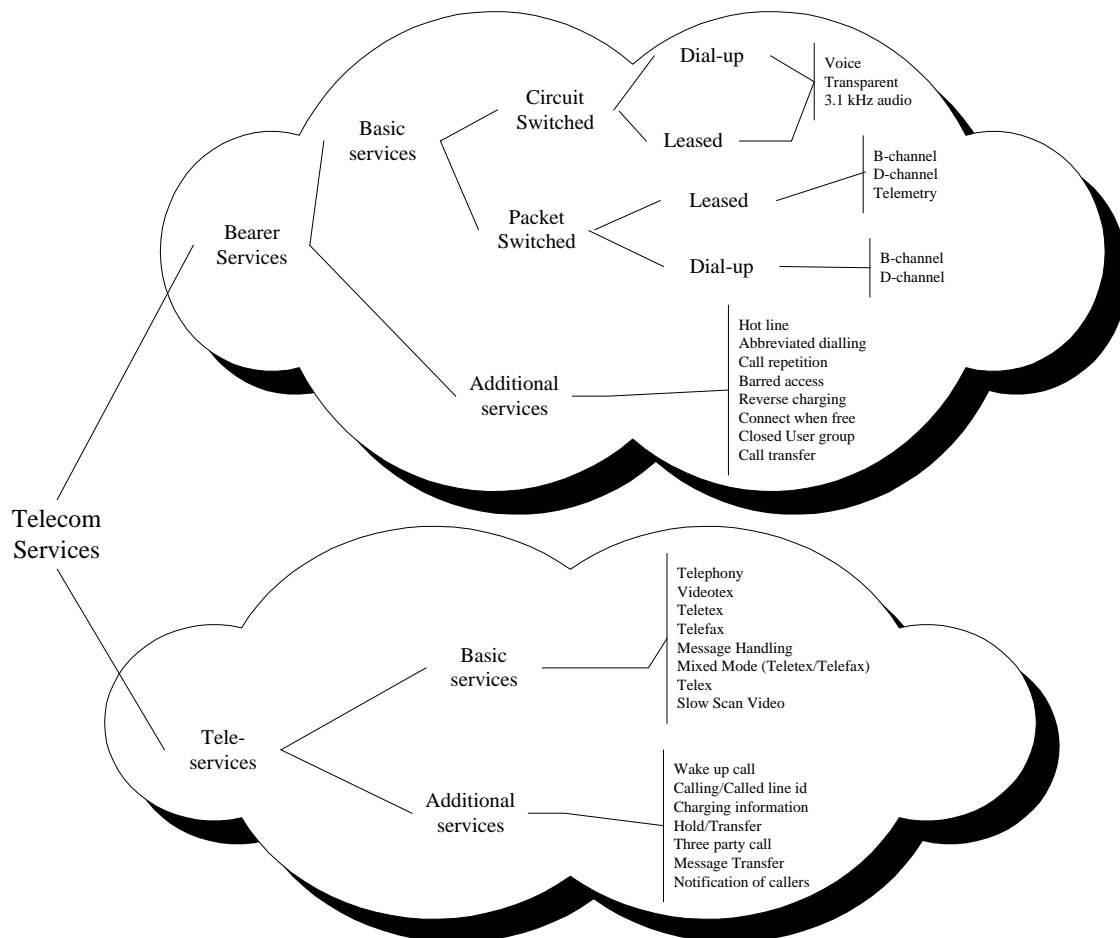 Dial-up
Voice
Transparent
3.1 kHz audio
Circuit
Switched
Basic
services
Leased
B-channel
D-channel
Telemetry
Leased
Packet
Switched
Bearer
Services
Dial-up
B-channel
D-channel
Hot line
Abbreviated dialling
Call repetition
Barred access
Reverse charging
Connect when free
Closed User group
Call transfer
Additional
services
Telecom
Services
Telephony
Videotex
Teletex
Telefax
Message Handling
Mixed Mode (Teletex/Telefax)
Telex
Slow Scan Video
Basic
services
Tele-
services
Wake up call
Calling/Called line id
Charging information
Hold/Transfer
Three party call
Message Transfer
Notification of callers
Additional
services